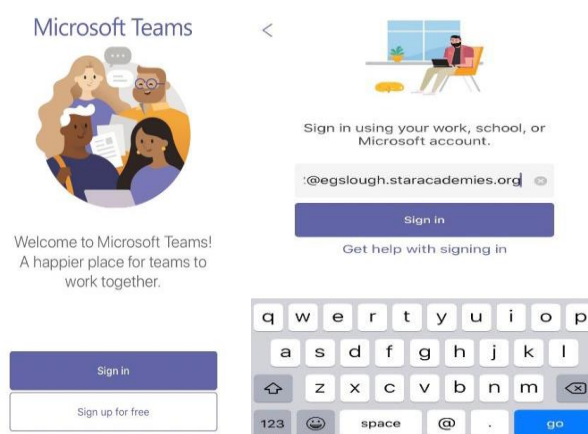 Microsoft Teams
Welcome to Microsoft Teams!
A happier place for teams to
work together.
Sign in
Sign up for free
Sign in using your work, school, or
Microsoft account.
:@egslough.staracademies.org
Sign in
Get help with signing in
q w e r t y u i o p
a s d f g h j k l
z x c v b n m
123 space @ . go